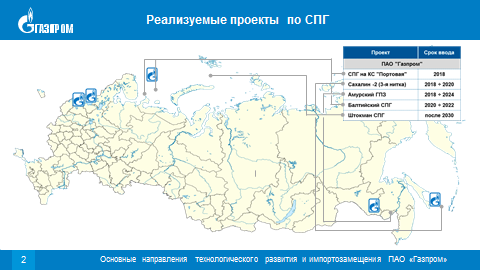 ГАЗПРОМ
Реализуемые проекты по СПГ
Проект Срок ввода
ПАО "Газпром"
СПГ на КС "Портовая" 2018
Сахалин -2 (3-я нитка) 2018 ÷ 2020
Амурский ГПЗ 2018 ÷ 2024
Балтийский СПГ 2020 ÷ 2022
Штокман СПГ после 2030
2 Основные направления технологического развития и импортозамещения ПАО «Газпром»